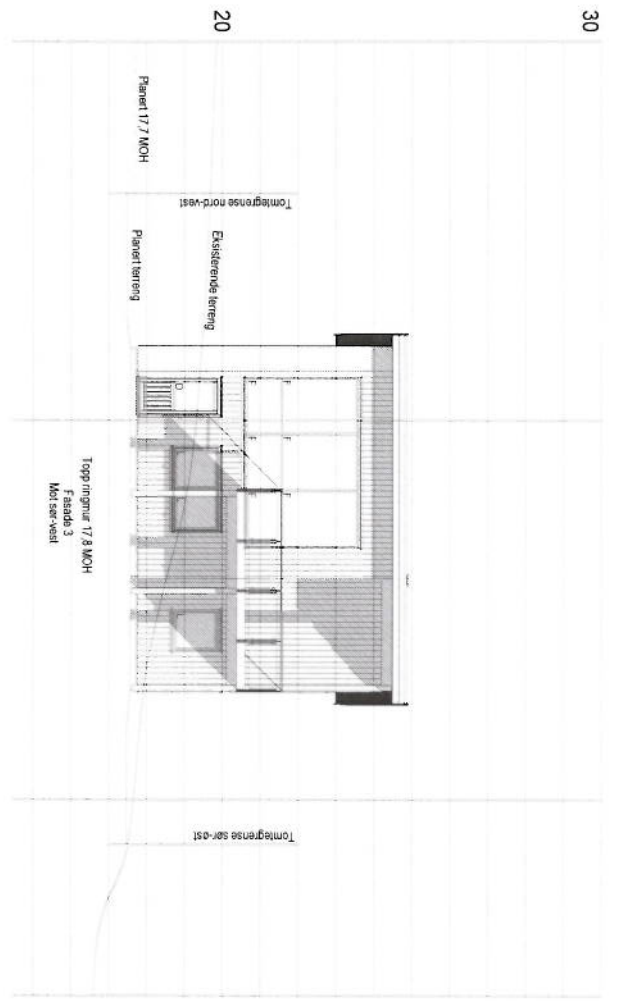 30
20
Planert 17,7 MOH
Tomtegrense nord-vest
Eksisterende terreng
Planert terreng
Topp ringmur 17,8 MOH
Fasade 3
Mot sør-vest
Tomtegrense sør-øst